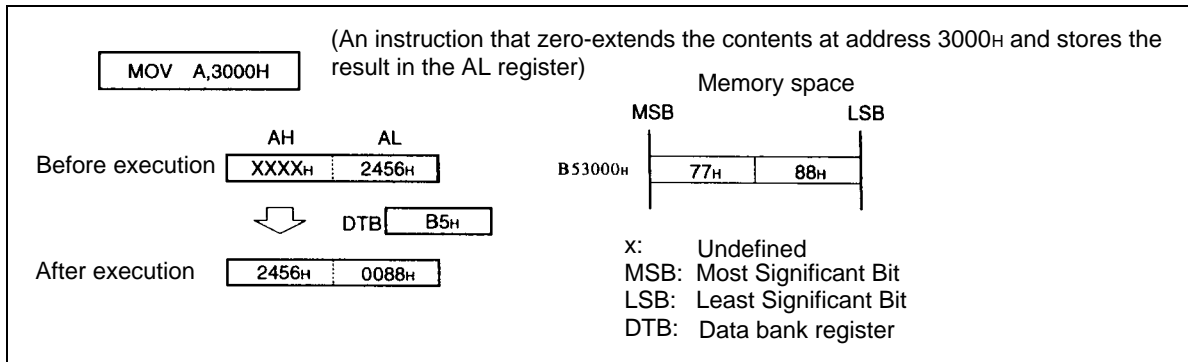 (An instruction that zero-extends the contents at address 3000H and stores the
result in the AL register)
MOV A,3000H
Memory space
MSB LSB
AH AL
Before execution XXXXH 2456H
B53000H 77H 88H
DTB B5H
After execution 2456H 0088H
x: Undefined
MSB: Most Significant Bit
LSB: Least Significant Bit
DTB: Data bank register